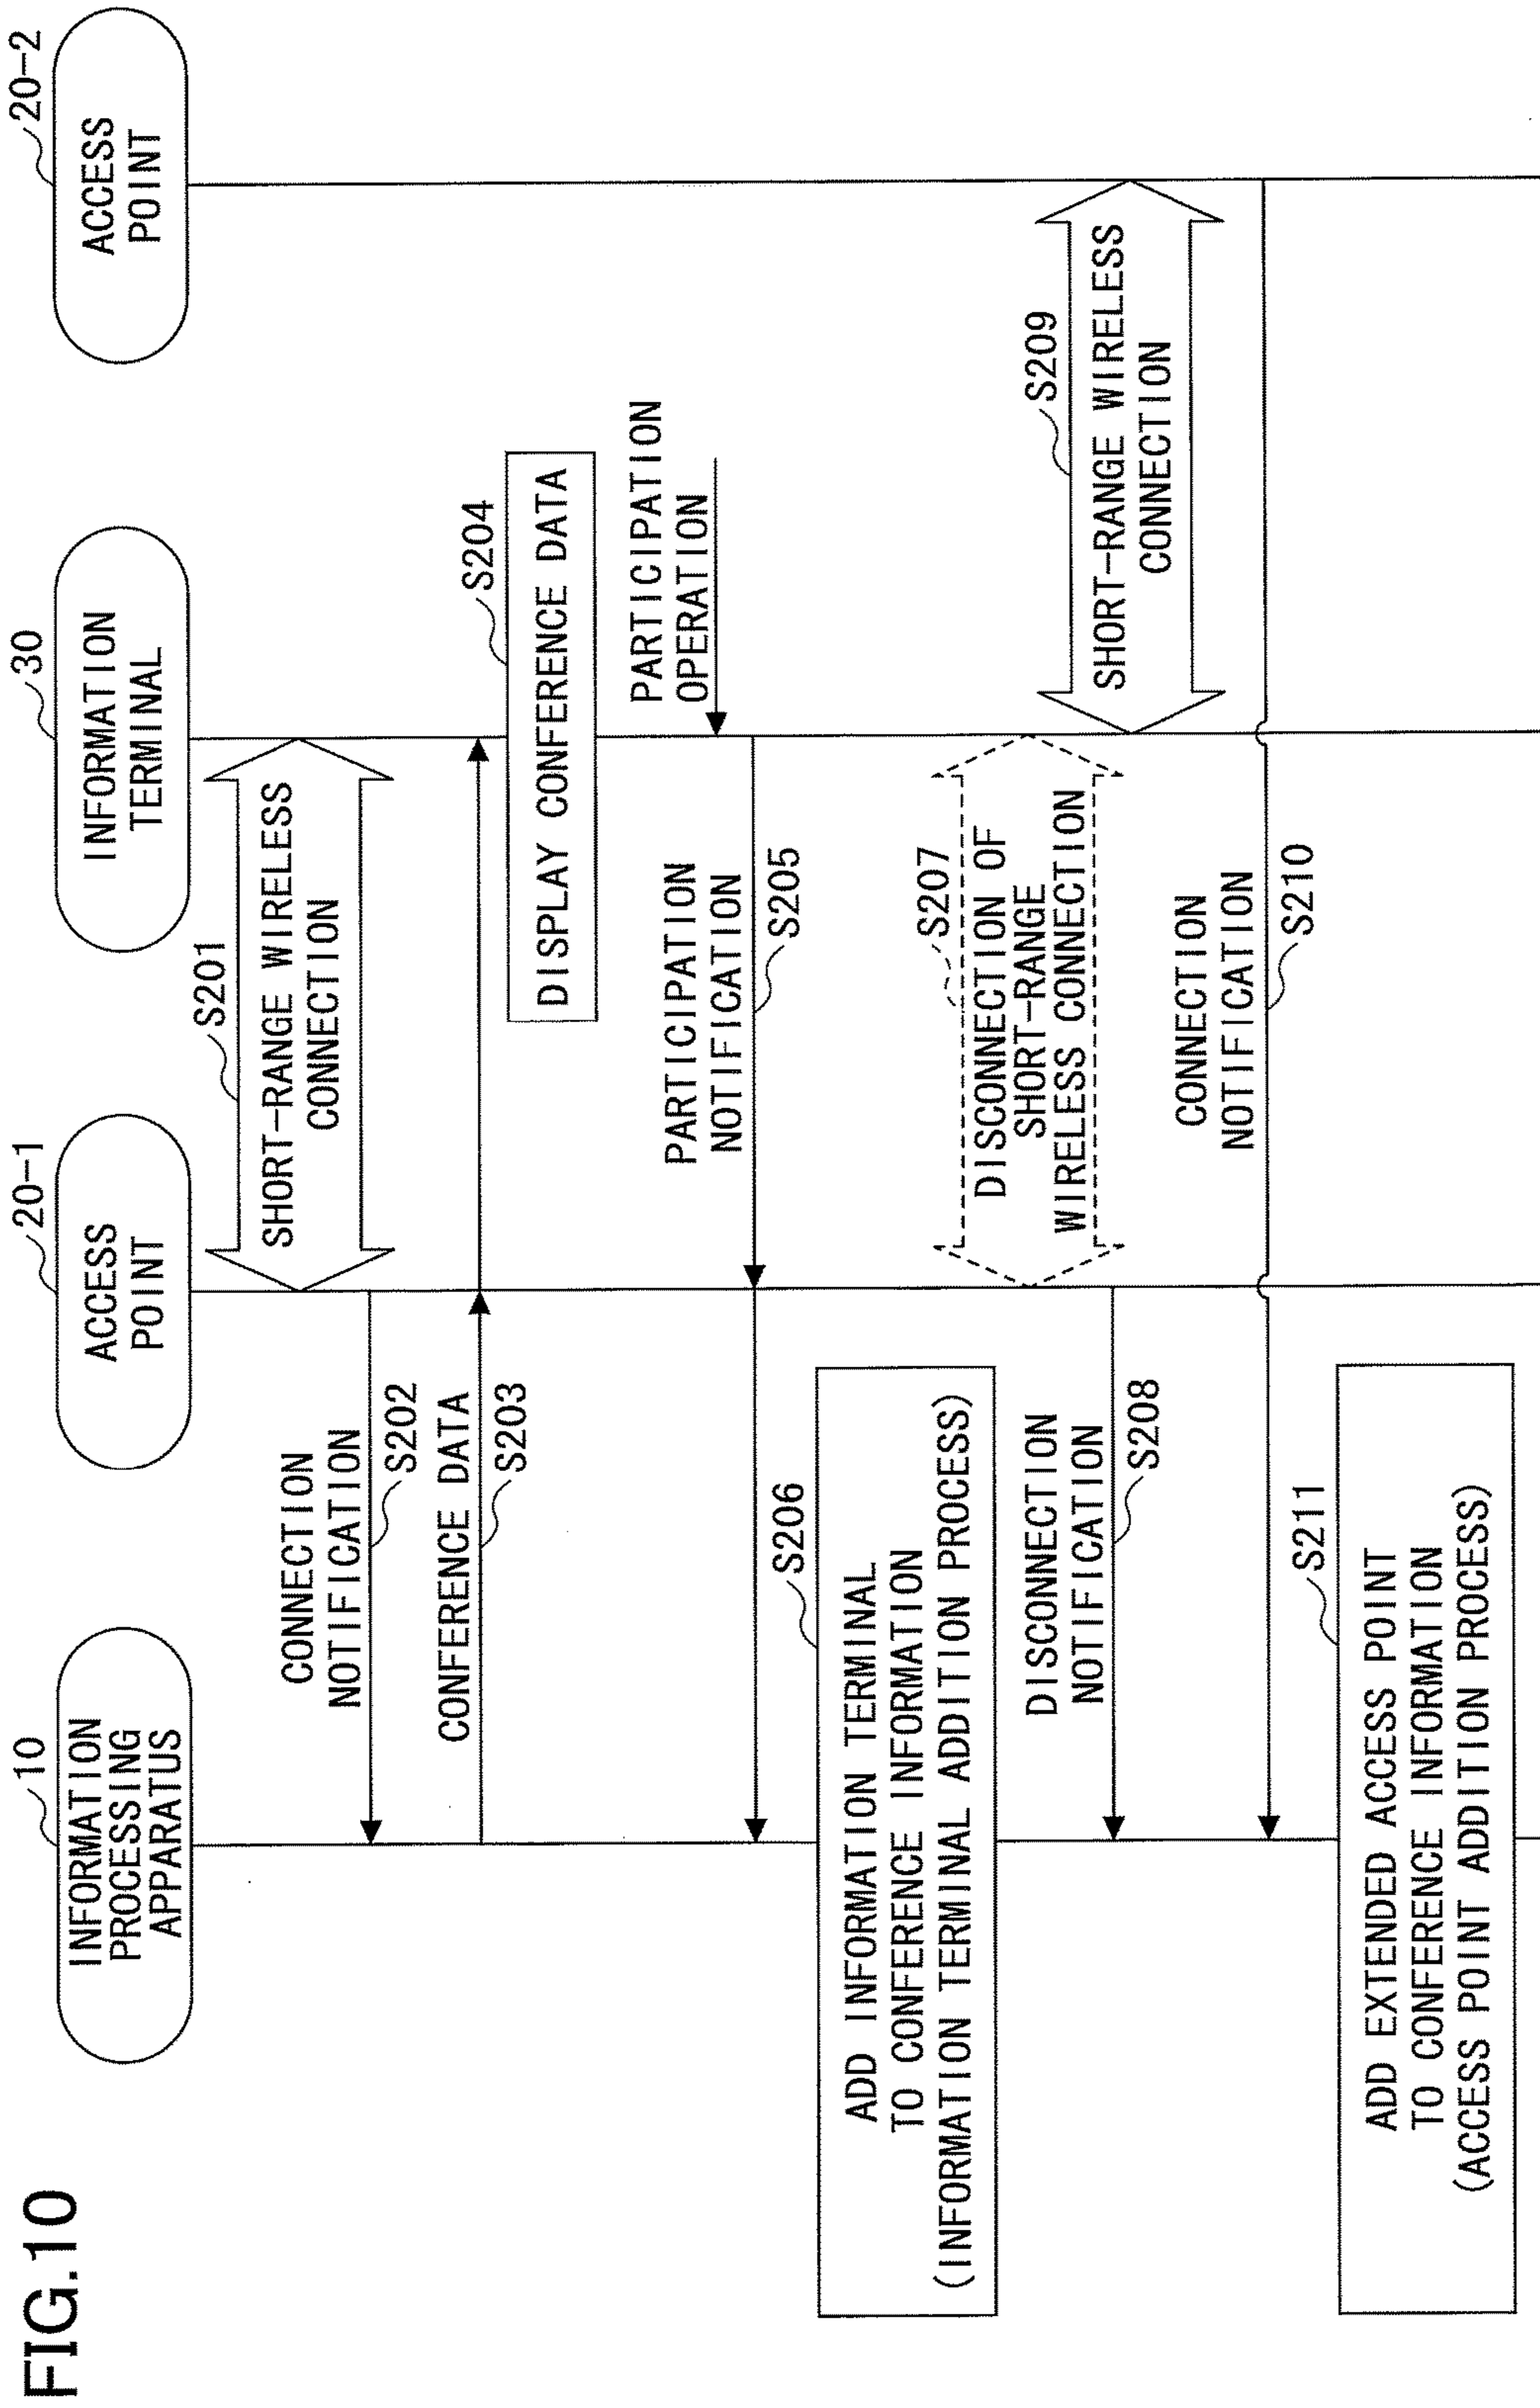 FIG.10
10
INFORMATION
PROCESSING
APPARATUS
20-1
ACCESS
POINT
30
INFORMATION
TERMINAL
20-2
ACCESS
POINT
S201
SHORT-RANGE WIRELESS
CONNECTION
CONNECTION
NOTIFICATION
S202
CONFERENCE DATA
S203
S204
DISPLAY CONFERENCE DATA
PARTICIPATION
OPERATION
PARTICIPATION
NOTIFICATION
S205
S206
ADD INFORMATION TERMINAL
TO CONFERENCE INFORMATION
(INFORMATION TERMINAL ADDITION PROCESS)
S207
DISCONNECTION OF
SHORT-RANGE
WIRELESS CONNECTION
DISCONNECTION
NOTIFICATION
S208
S209
SHORT-RANGE WIRELESS
CONNECTION
CONNECTION
NOTIFICATION
S210
S211
ADD EXTENDED ACCESS POINT
TO CONFERENCE INFORMATION
(ACCESS POINT ADDITION PROCESS)